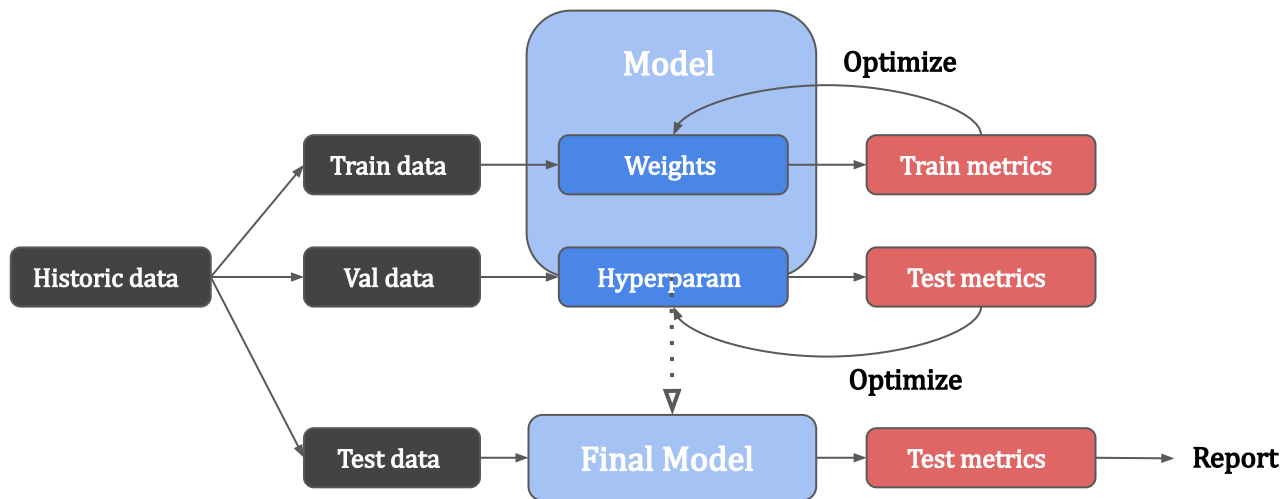 Model
Optimize
Train data
Weights
Train metrics
Historic data
Val data
Hyperparam
Test metrics
Optimize
Test data
Final Model
Test metrics
Report